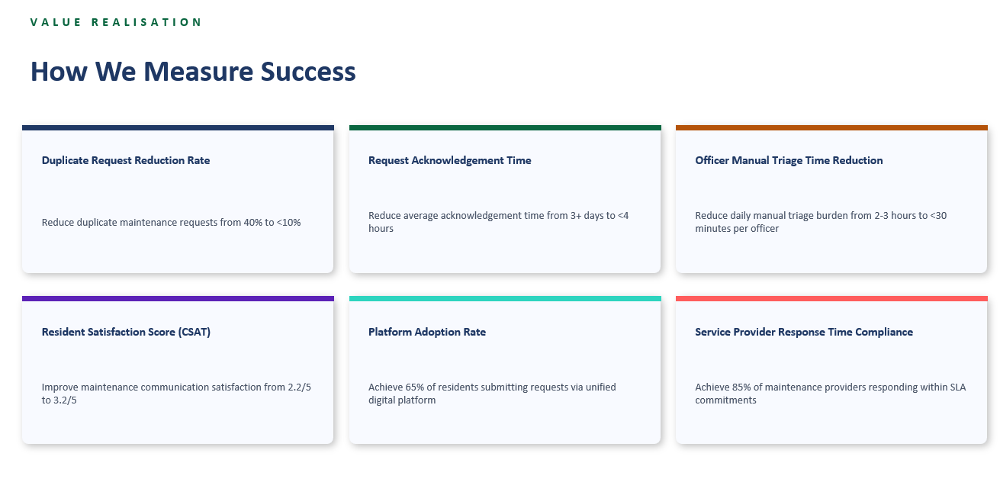 VALUE REALISATION
How We Measure Success
Duplicate Request Reduction Rate
Reduce duplicate maintenance requests from 40% to <10%
Request Acknowledgement Time
Reduce average acknowledgement time from 3+ days to <4
hours
Officer Manual Triage Time Reduction
Reduce daily manual triage burden from 2-3 hours to <30
minutes per officer
Resident Satisfaction Score (CSAT)
Improve maintenance communication satisfaction from 2.2/5
to 3.2/5
Platform Adoption Rate
Achieve 65% of residents submitting requests via unified
digital platform
Service Provider Response Time Compliance
Achieve 85% of maintenance providers responding within SLA
commitments